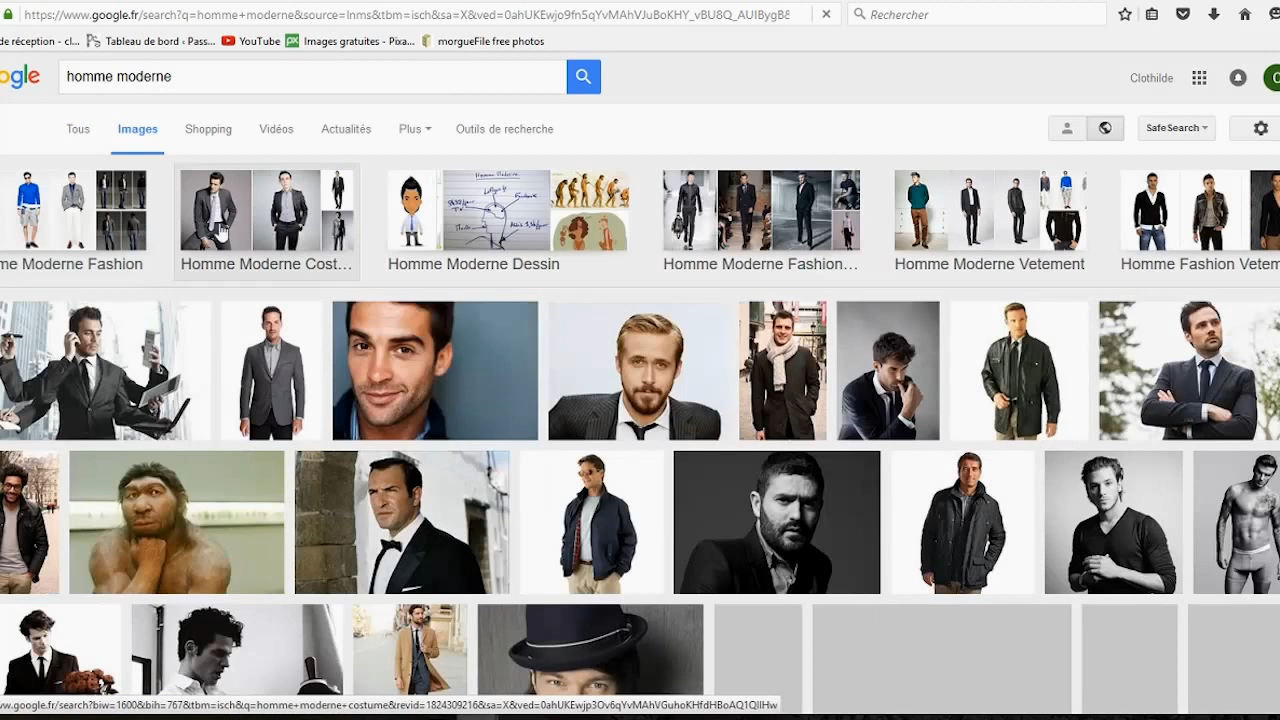 https://www.google.fr/search?q=homme+moderne&source=lnms&tbm=isch&sa=X&ved=0ahUKEwjo9fn5qYvMAhVJuBoKHY_vBU8Q_AUIBygB&
Rechercher
de réception - cl...
Tableau de bord ‹ Pass...
YouTube
Images gratuites - Pixa...
morgueFile free photos
ogle
homme moderne
Clothilde
Tous
Images
Shopping
Vidéos
Actualités
Plus
Outils de recherche
SafeSearch
me Moderne Fashion
Homme Moderne Cost...
Homme Moderne Dessin
Homme Moderne Fashion...
Homme Moderne Vetement
Homme Fashion Vetem
ww.google.fr/search?biw=1600&bih=767&tbm=isch&q=homme+moderne+costume&revid=1824309216&sa=X&ved=0ahUKEwjp3Ov6qYvMAhVGuhoKHfdHBoAQ1QIIHw